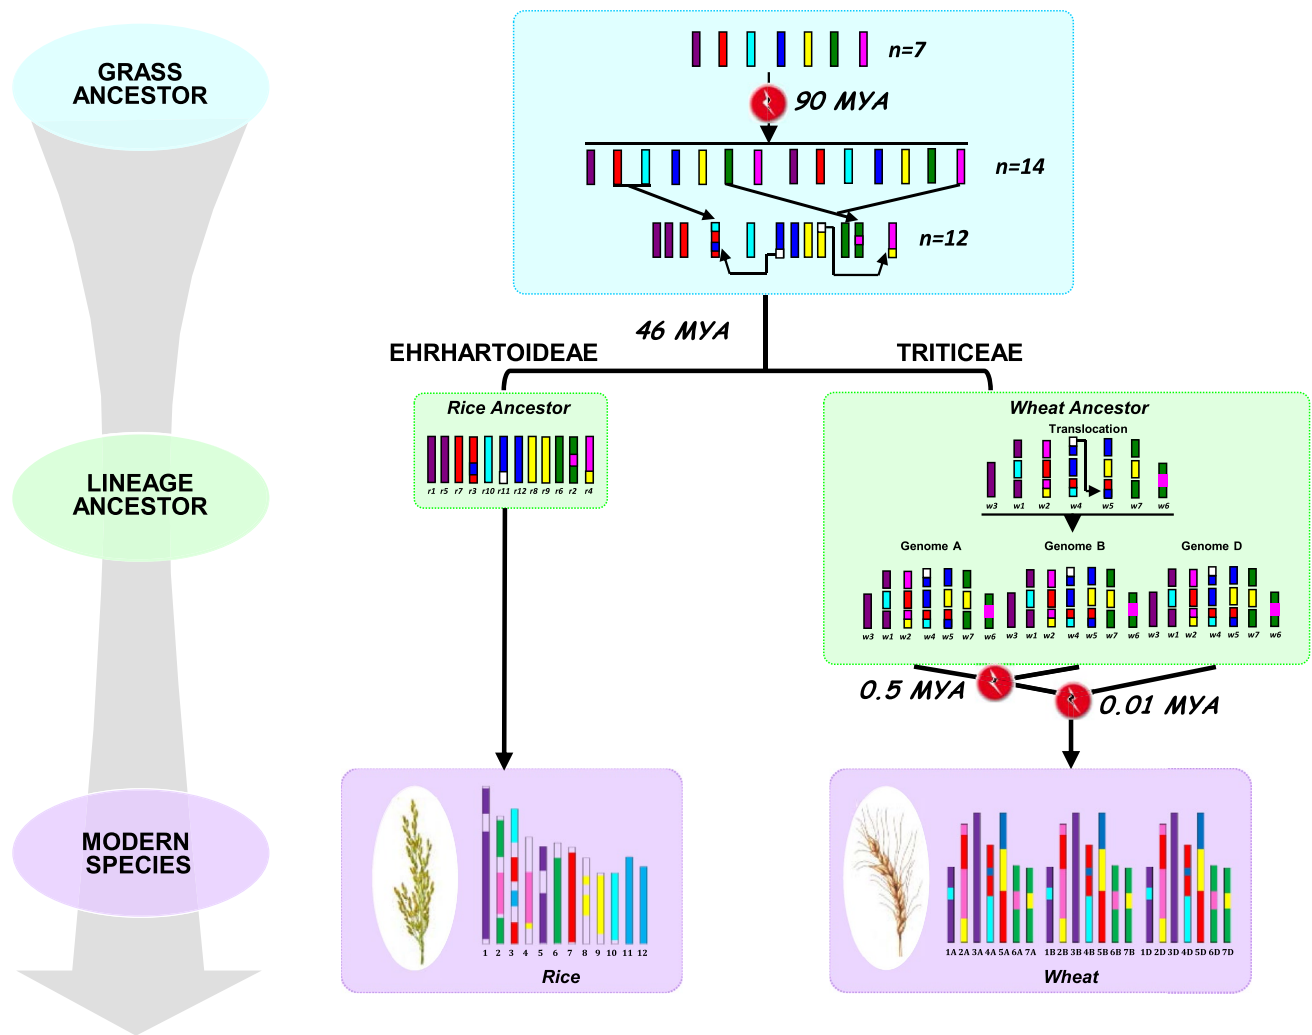 GRASS
ANCESTOR
n=7
90 MYA
n=14
n=12
46 MYA
EHRHARTOIDEAE
TRITICEAE
LINEAGE
ANCESTOR
Rice Ancestor
r1 r5 r7 r3 r10 r11 r12 r8 r9 r6 r2 r4
Wheat Ancestor
Translocation
w3 w1 w2 w4 w5 w7 w6
Genome A
Genome B
Genome D
w3 w1 w2 w4 w5 w7 w6
w3 w1 w2 w4 w5 w7 w6
w3 w1 w2 w4 w5 w7 w6
0.5 MYA
0.01 MYA
MODERN
SPECIES
1 2 3 4 5 6 7 8 9 10 11 12
Rice
1A 2A 3A 4A 5A 6A 7A
1B 2B 3B 4B 5B 6B 7B
1D 2D 3D 4D 5D 6D 7D
Wheat